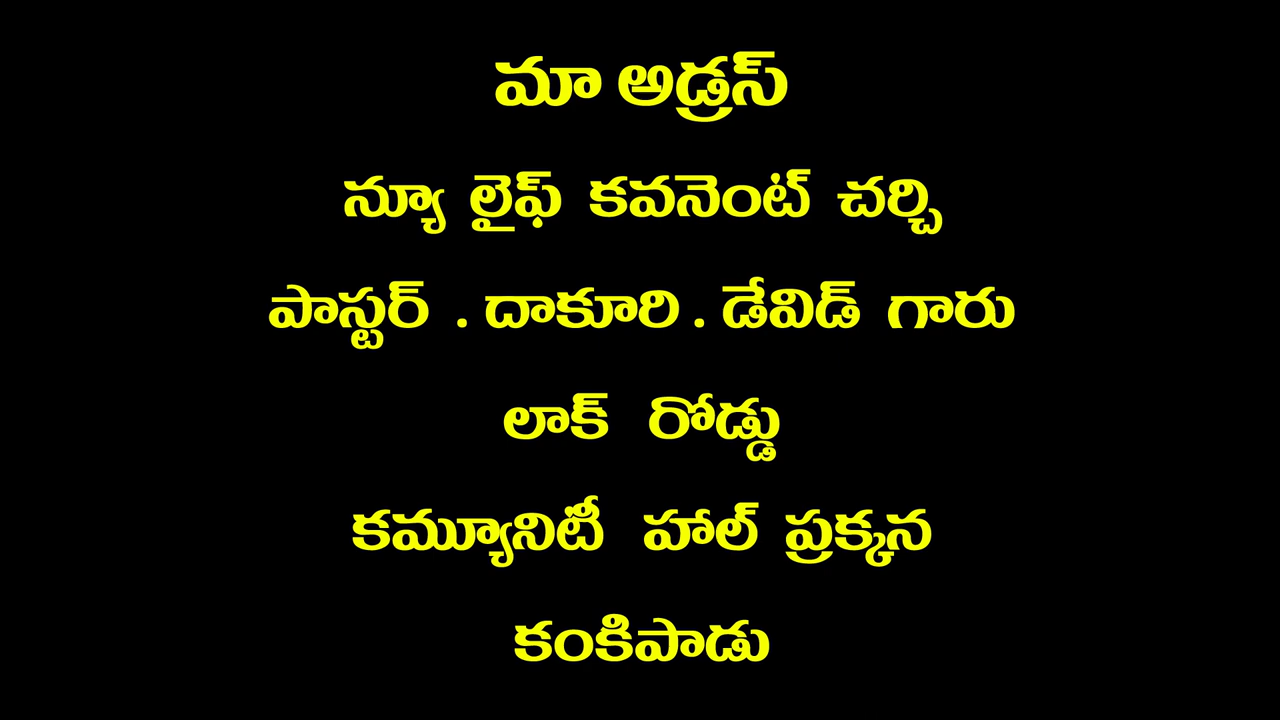 మా అడ్రస్
న్యూ లైఫ్ కవనెంట్ చర్చి
పాస్టర్ . దాకూరి . డేవిడ్ గారు
లాక్ రోడ్డు
కమ్యూనిటీ హాల్ ప్రక్కన
కంకిపాడు